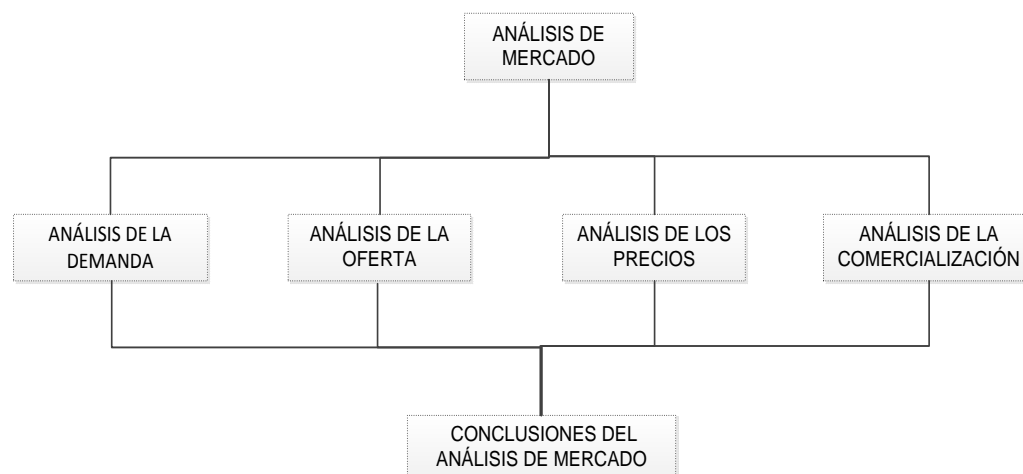 ANÁLISIS DE
MERCADO
ANÁLISIS DE LA
DEMANDA
ANÁLISIS DE LA
OFERTA
ANÁLISIS DE LOS
PRECIOS
ANÁLISIS DE LA
COMERCIALIZACIÓN
CONCLUSIONES DEL
ANÁLISIS DE MERCADO